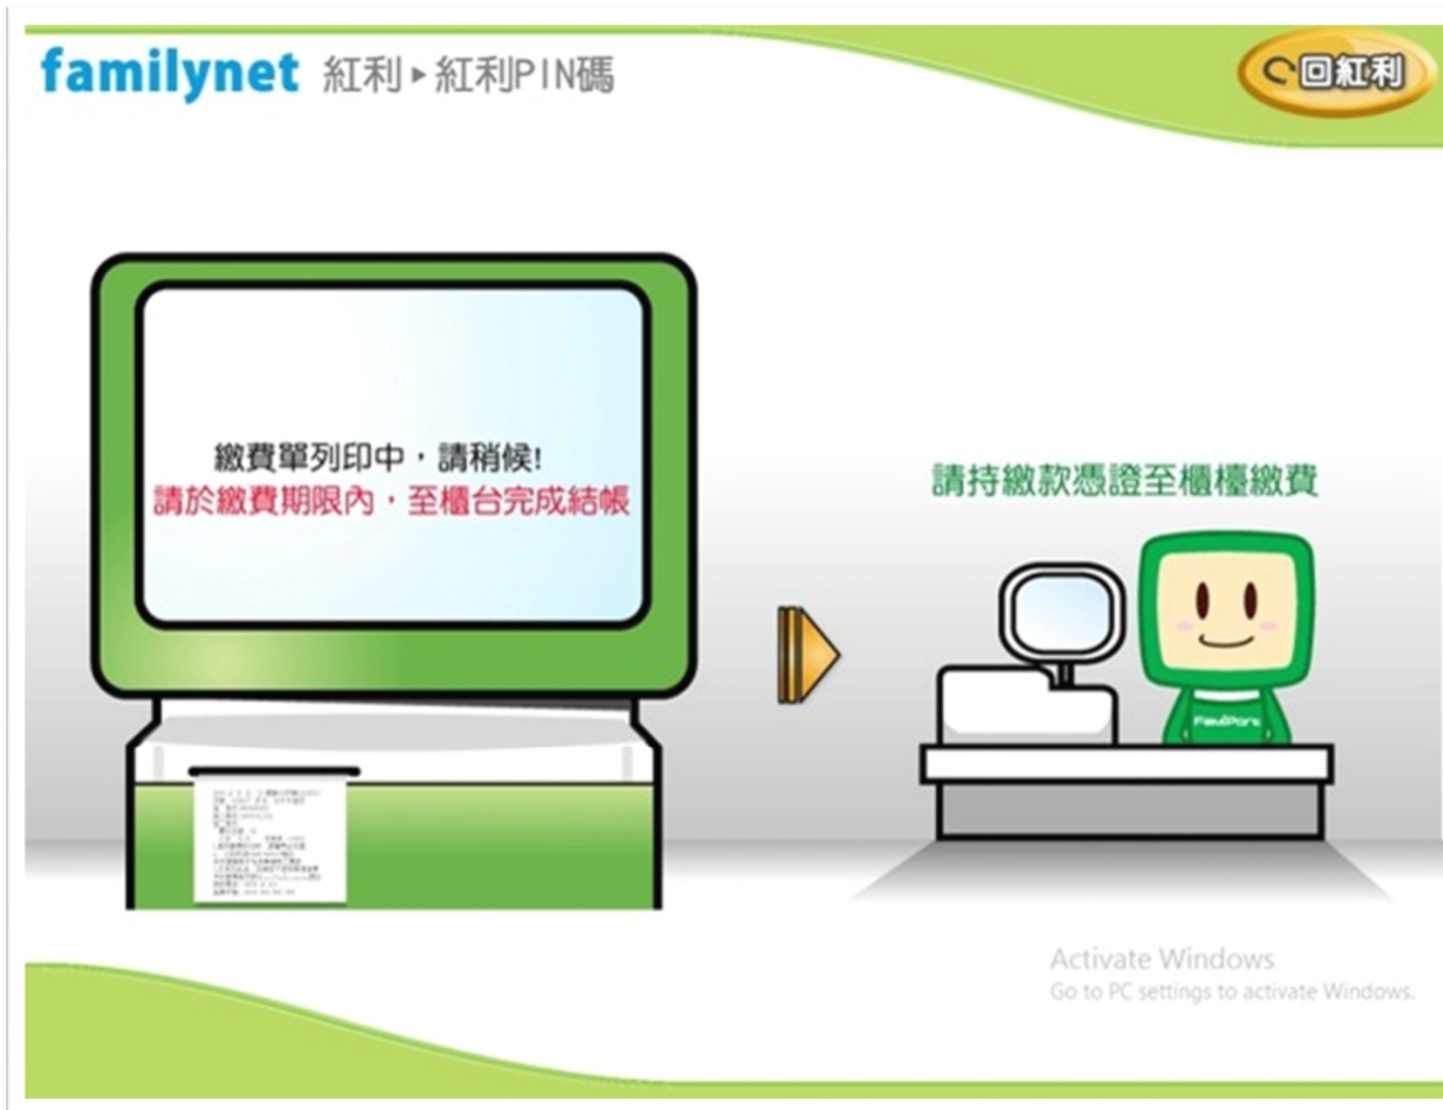 familynet 紅利▸紅利PIN碼
回紅利
繳費單列印中，請稍候!
請於繳費期限內，至櫃台完成結帳
請持繳款憑證至櫃檯繳費
FamiPort
Activate Windows
Go to PC settings to activate Windows.